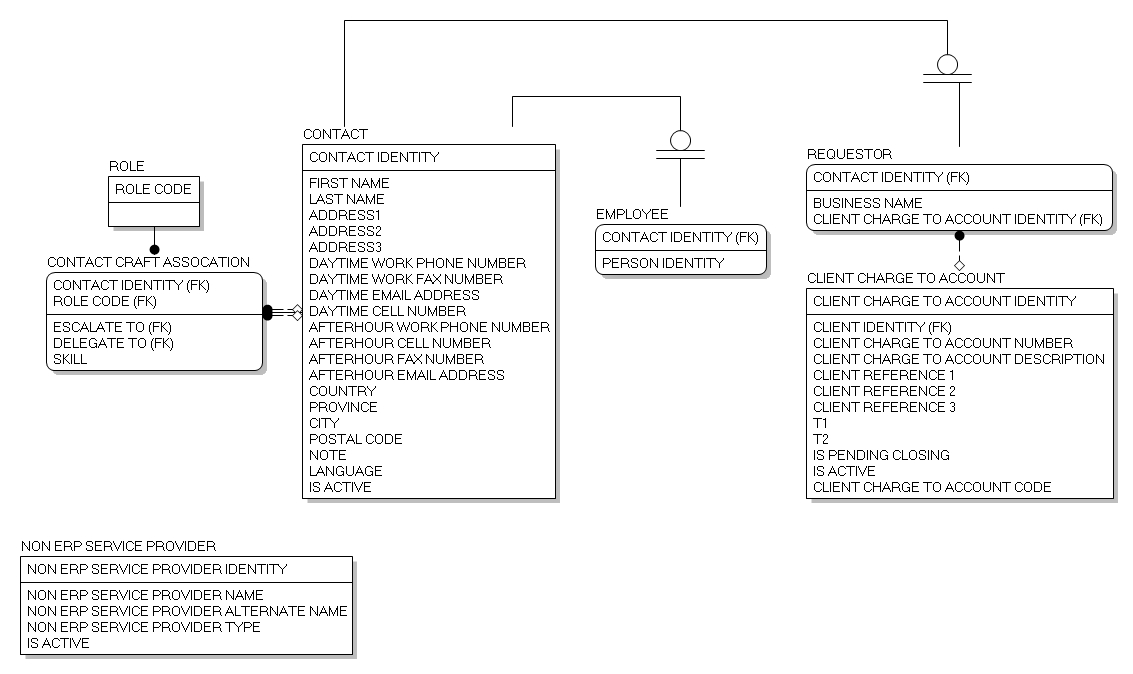 CONTACT
CONTACT IDENTITY
FIRST NAME
LAST NAME
ADDRESS1
ADDRESS2
ADDRESS3
DAYTIME WORK PHONE NUMBER
DAYTIME WORK FAX NUMBER
DAYTIME EMAIL ADDRESS
DAYTIME CELL NUMBER
AFTERHOUR WORK PHONE NUMBER
AFTERHOUR CELL NUMBER
AFTERHOUR FAX NUMBER
AFTERHOUR EMAIL ADDRESS
COUNTRY
PROVINCE
CITY
POSTAL CODE
NOTE
LANGUAGE
IS ACTIVE
ROLE
ROLE CODE
CONTACT CRAFT ASSOCATION
CONTACT IDENTITY (FK)
ROLE CODE (FK)
ESCALATE TO (FK)
DELEGATE TO (FK)
SKILL
EMPLOYEE
CONTACT IDENTITY (FK)
PERSON IDENTITY
REQUESTOR
CONTACT IDENTITY (FK)
BUSINESS NAME
CLIENT CHARGE TO ACCOUNT IDENTITY (FK)
CLIENT CHARGE TO ACCOUNT
CLIENT CHARGE TO ACCOUNT IDENTITY
CLIENT IDENTITY (FK)
CLIENT CHARGE TO ACCOUNT NUMBER
CLIENT CHARGE TO ACCOUNT DESCRIPTION
CLIENT REFERENCE 1
CLIENT REFERENCE 2
CLIENT REFERENCE 3
T1
T2
IS PENDING CLOSING
IS ACTIVE
CLIENT CHARGE TO ACCOUNT CODE
NON ERP SERVICE PROVIDER
NON ERP SERVICE PROVIDER IDENTITY
NON ERP SERVICE PROVIDER NAME
NON ERP SERVICE PROVIDER ALTERNATE NAME
NON ERP SERVICE PROVIDER TYPE
IS ACTIVE